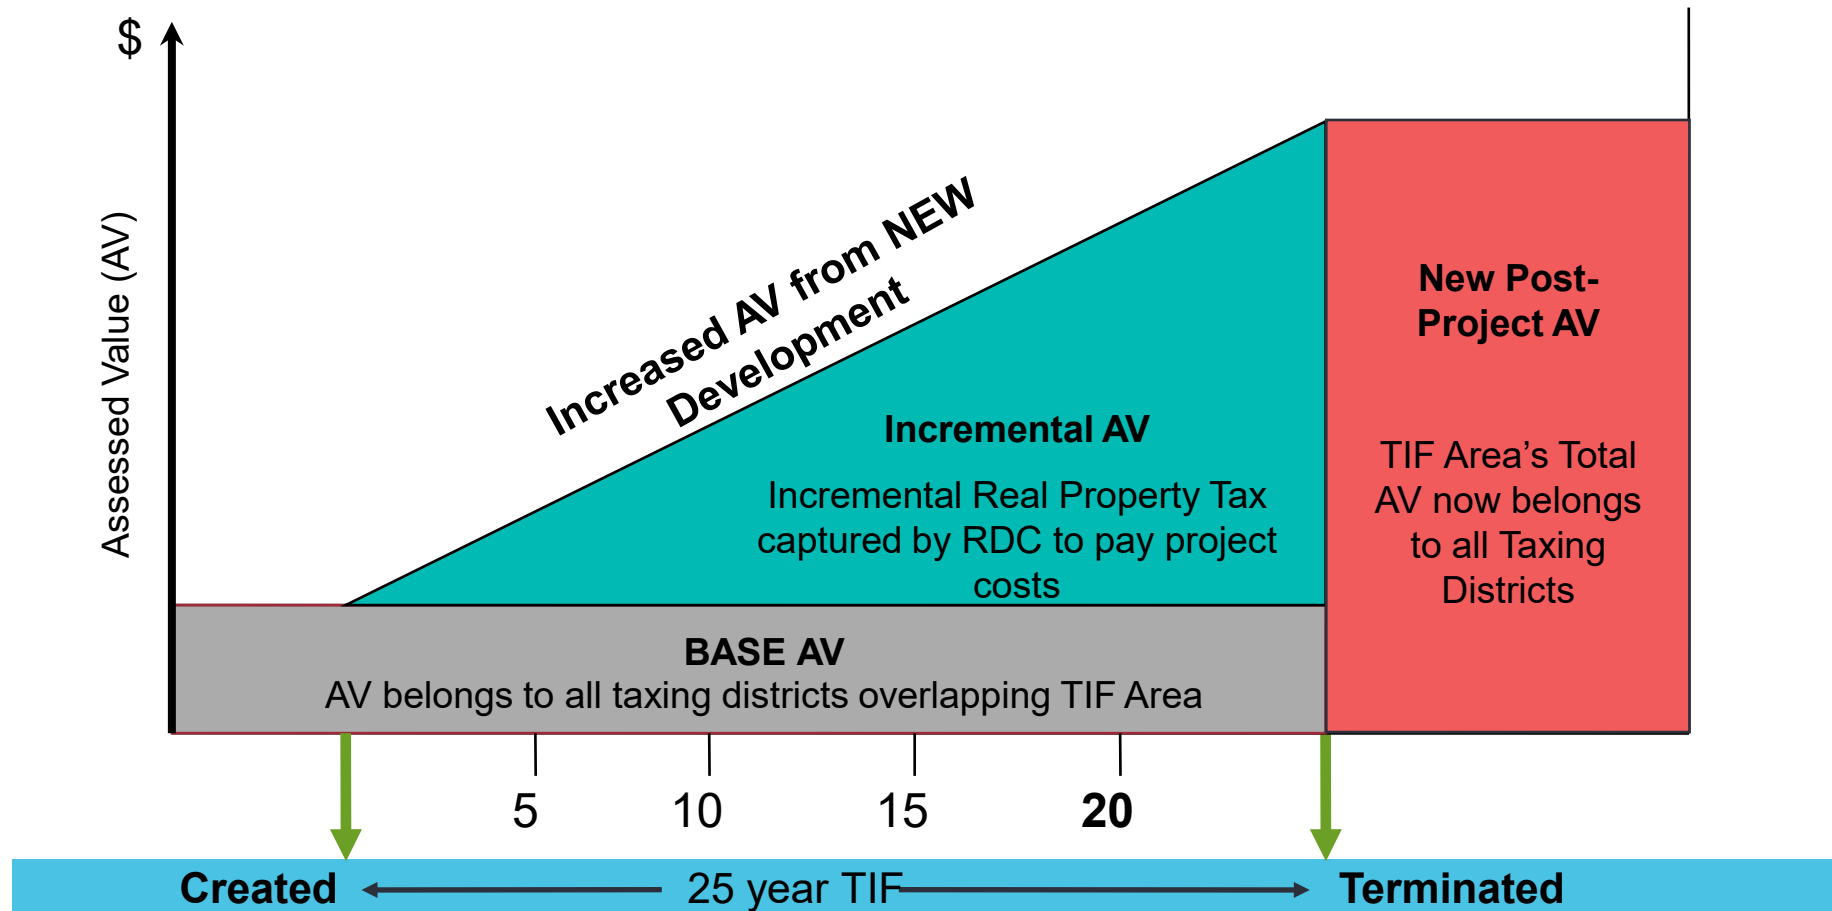 $
Assessed Value (AV)
Increased AV from NEW
Development
Incremental AV
Incremental Real Property Tax
captured by RDC to pay project
costs
New Post-
Project AV
TIF Area’s Total
AV now belongs
to all Taxing
Districts
BASE AV
AV belongs to all taxing districts overlapping TIF Area
5
10
15
20
Created
25 year TIF
Terminated